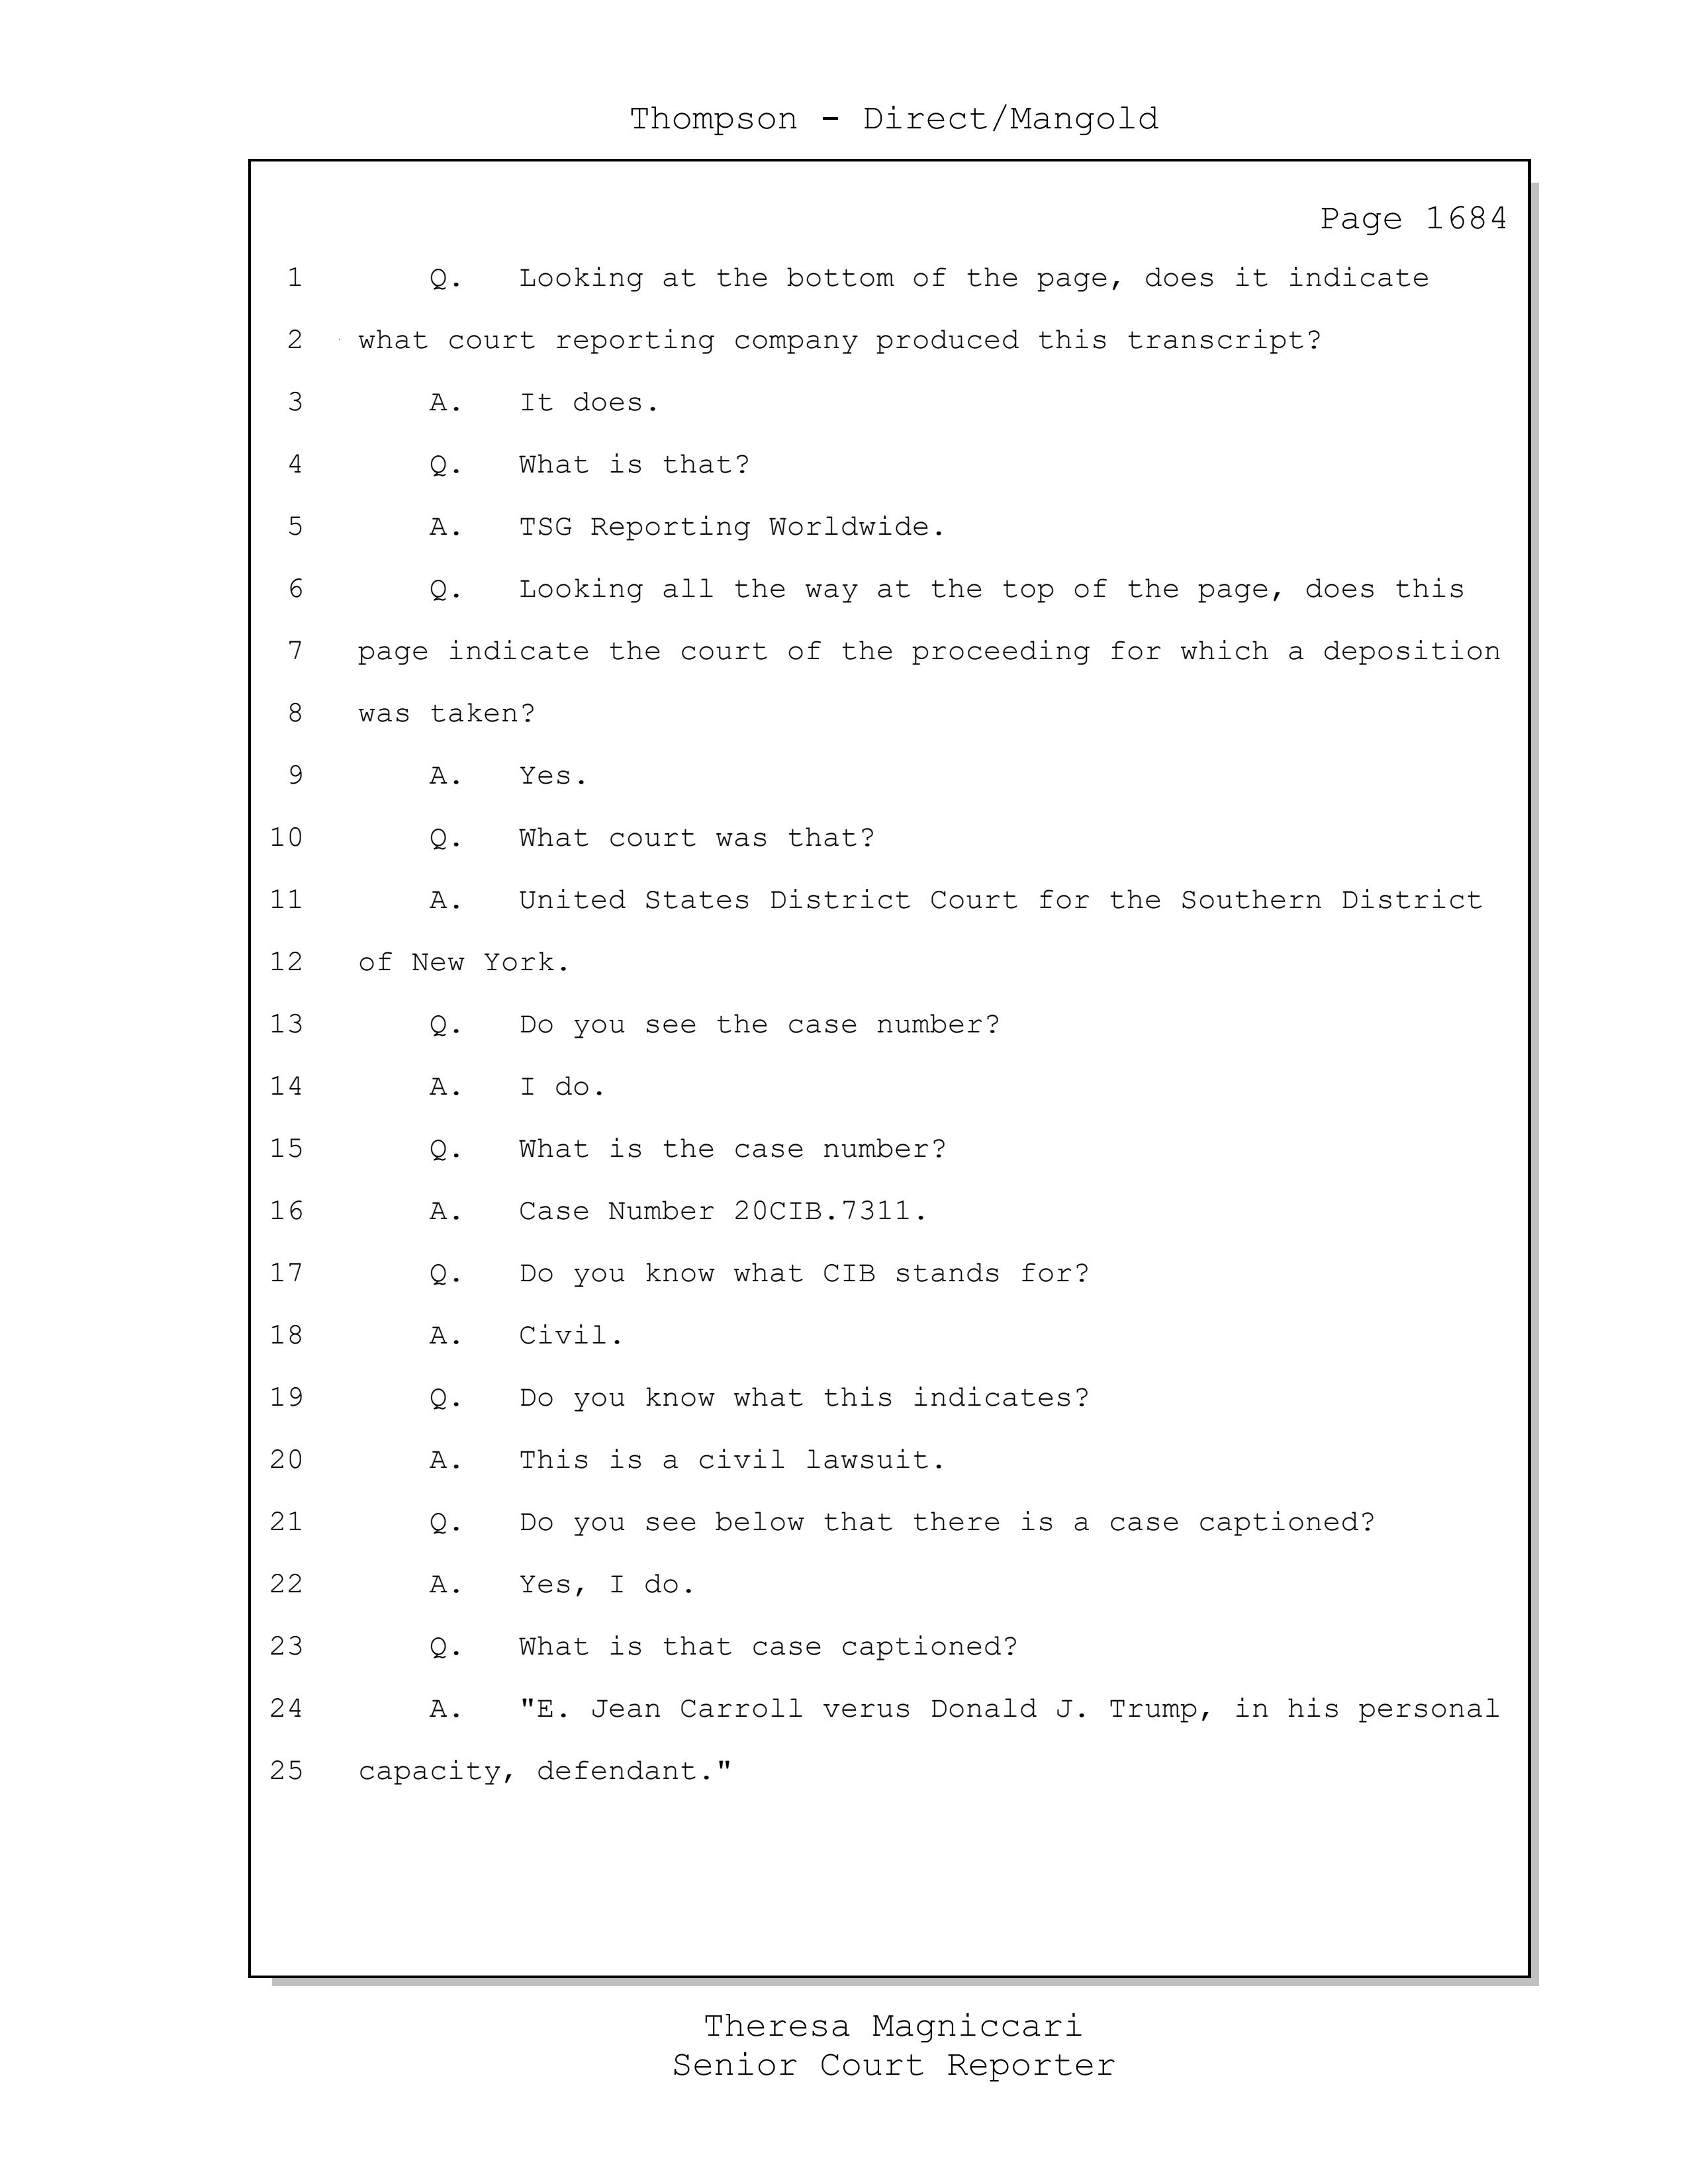 Thompson - Direct/Mangold
Page 1684
1 Q. Looking at the bottom of the page, does it indicate
2 what court reporting company produced this transcript?
3 A. It does.
4 Q. What is that?
5 A. TSG Reporting Worldwide.
6 Q. Looking all the way at the top of the page, does this
7 page indicate the court of the proceeding for which a deposition
8 was taken?
9 A. Yes.
10 Q. What court was that?
11 A. United States District Court for the Southern District
12 of New York.
13 Q. Do you see the case number?
14 A. I do.
15 Q. What is the case number?
16 A. Case Number 20CIB.7311.
17 Q. Do you know what CIB stands for?
18 A. Civil.
19 Q. Do you know what this indicates?
20 A. This is a civil lawsuit.
21 Q. Do you see below that there is a case captioned?
22 A. Yes, I do.
23 Q. What is that case captioned?
24 A. "E. Jean Carroll verus Donald J. Trump, in his personal
25 capacity, defendant."
Theresa Magniccari
Senior Court Reporter